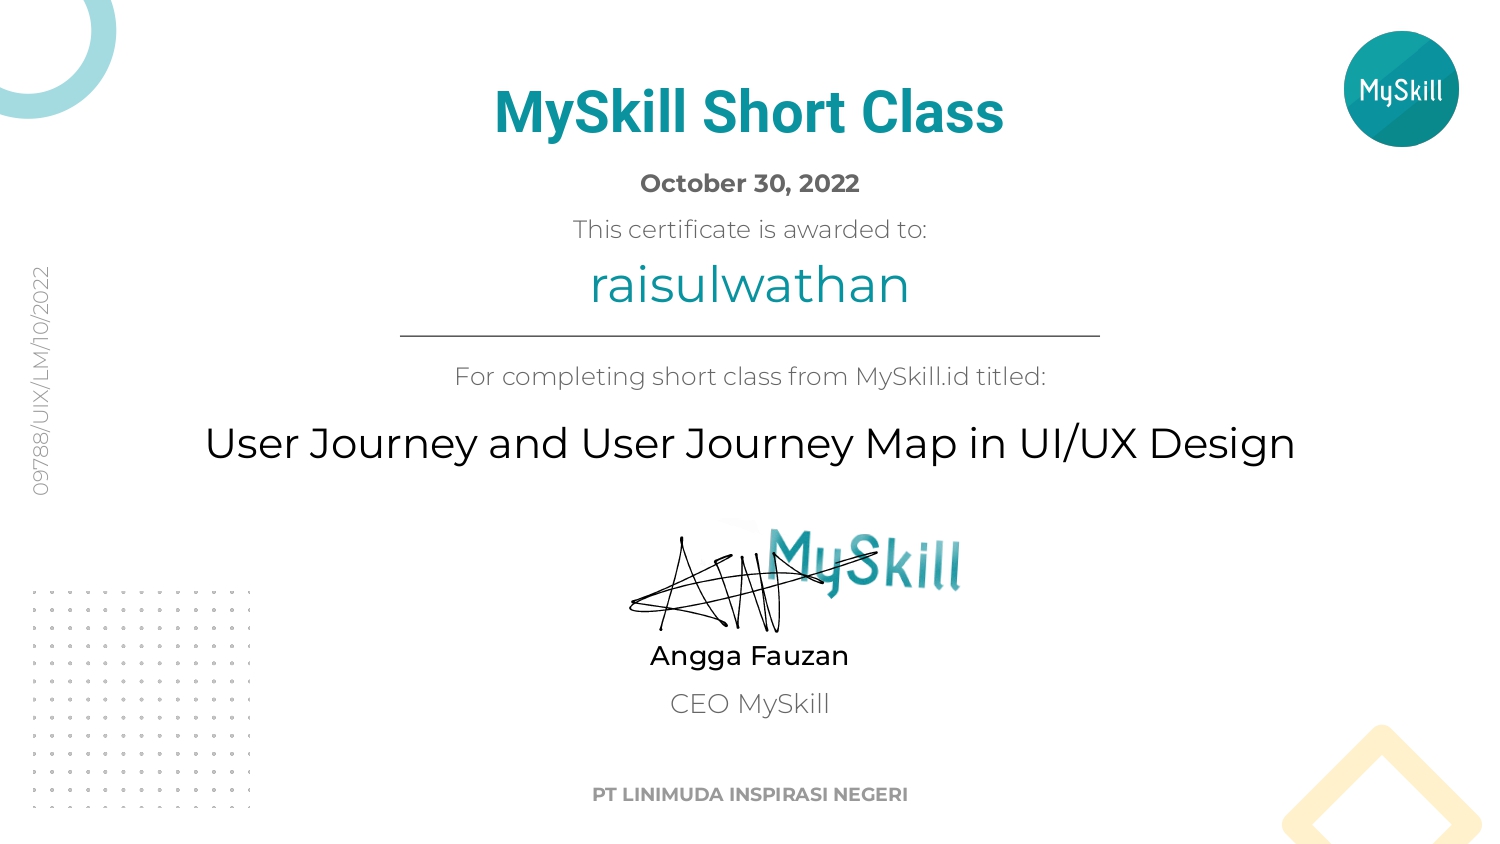 MySkill
MySkill Short Class
October 30, 2022
This certificate is awarded to:
raisulwathan
For completing short class from MySkill.id titled:
User Journey and User Journey Map in UI/UX Design
09788/UIX/LM/10/2022
MySkill
Angga Fauzan
CEO MySkill
PT LINIMUDA INSPIRASI NEGERI